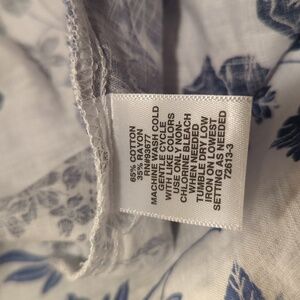 65% COTTON
35% RAYON
RN#93677
MACHINE WASH COLD
GENTLE CYCLE
WITH LIKE COLORS
USE ONLY NON-
CHLORINE BLEACH
WHEN NEEDED
TUMBLE DRY LOW
IRON ON LOWEST
SETTING AS NEEDED
72613-3